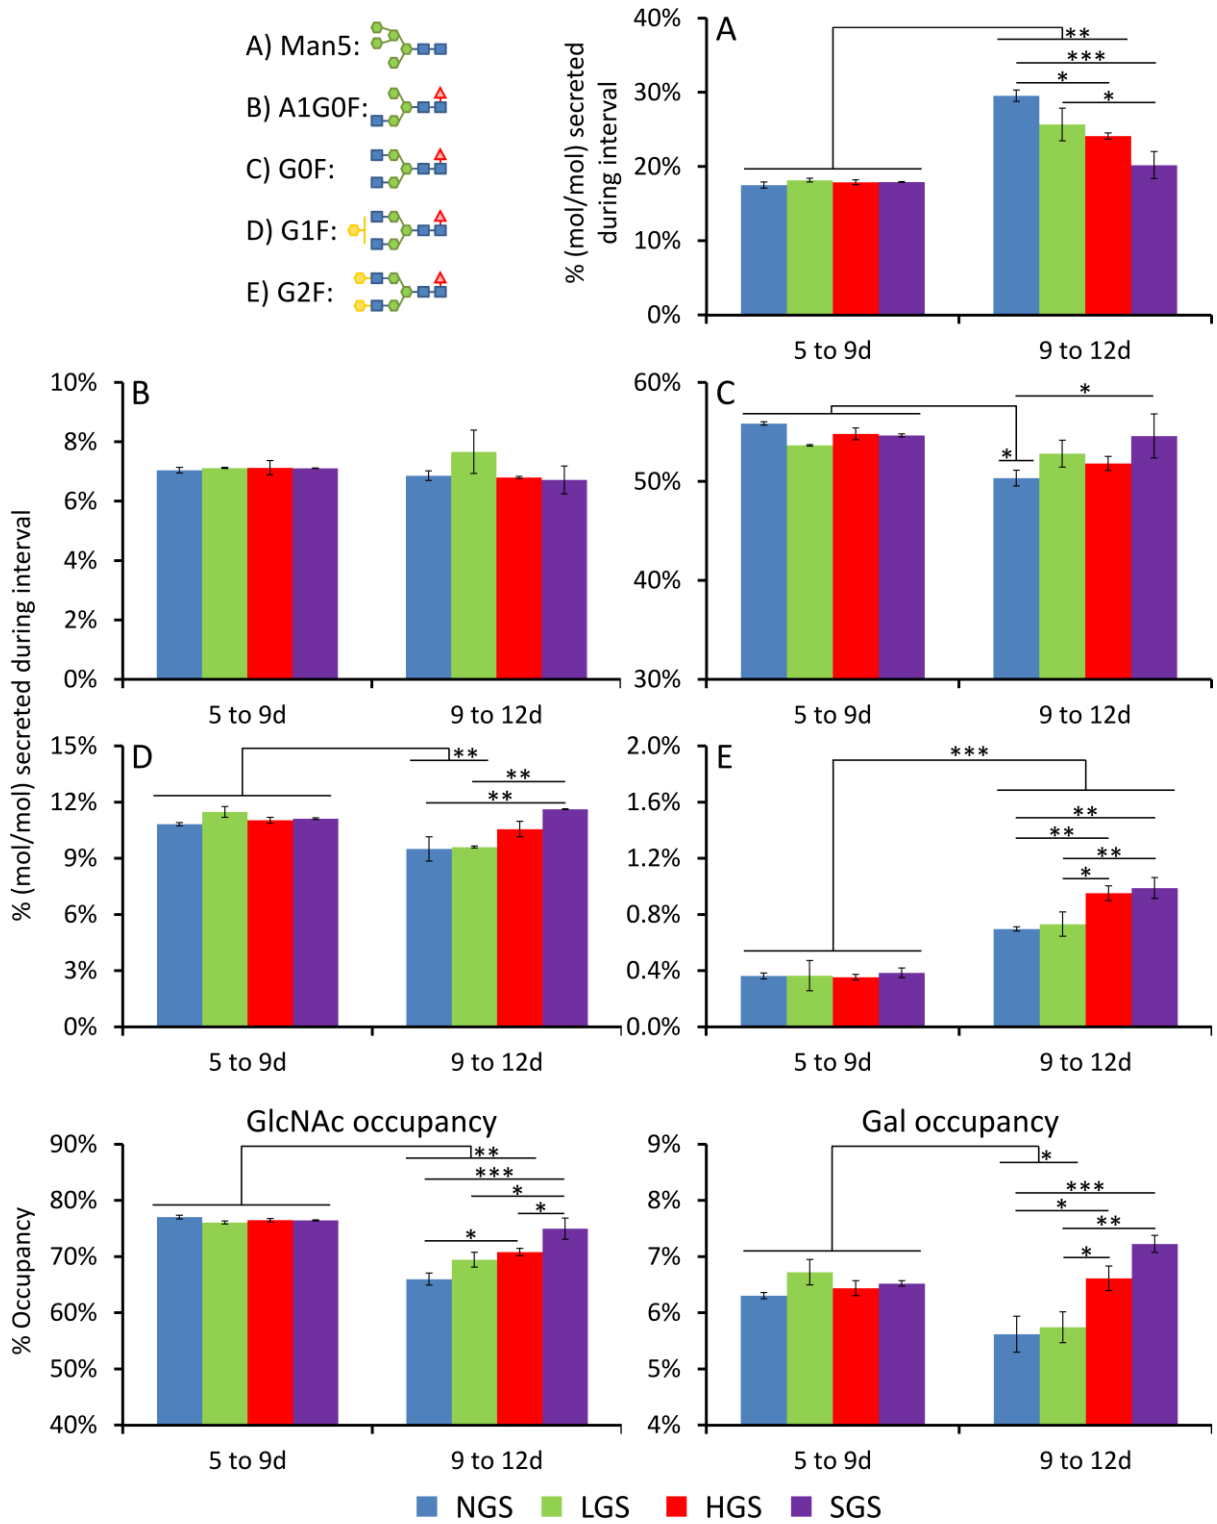 A) Man5:
B) A1G0F:
C) G0F:
D) G1F:
E) G2F:
A
% (mol/mol) secreted
during interval
40%
30%
20%
10%
0%
**
***
*
*
5 to 9d
9 to 12d
% (mol/mol) secreted during interval
B
10%
8%
6%
4%
2%
0%
5 to 9d
9 to 12d
C
60%
50%
40%
30%
*
*
5 to 9d
9 to 12d
D
15%
12%
9%
6%
3%
0%
**
**
**
5 to 9d
9 to 12d
E
2.0%
1.6%
1.2%
0.8%
0.4%
0.0%
***
**
**
**
*
5 to 9d
9 to 12d
GlcNAc occupancy
% Occupancy
90%
80%
70%
60%
50%
40%
**
***
*
*
*
5 to 9d
9 to 12d
Gal occupancy
9%
8%
7%
6%
5%
4%
*
***
*
**
*
5 to 9d
9 to 12d
NGS LGS HGS SGS